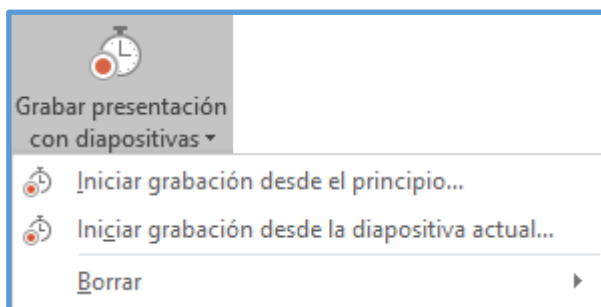 Grabar presentación
con diapositivas
Iniciar grabación desde el principio...
Iniciar grabación desde la diapositiva actual...
Borrar